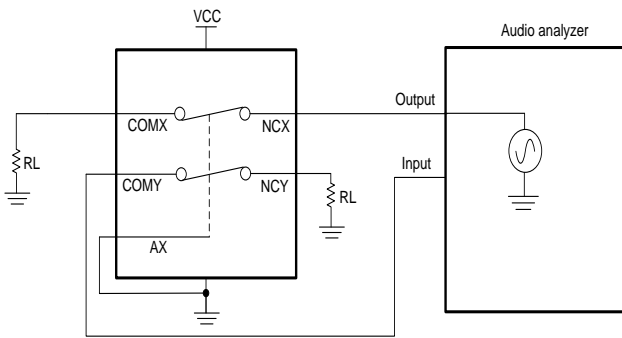 VCC
Audio analyzer
Output
COMX
NCX
RL
Input
COMY
NCY
RL
AX